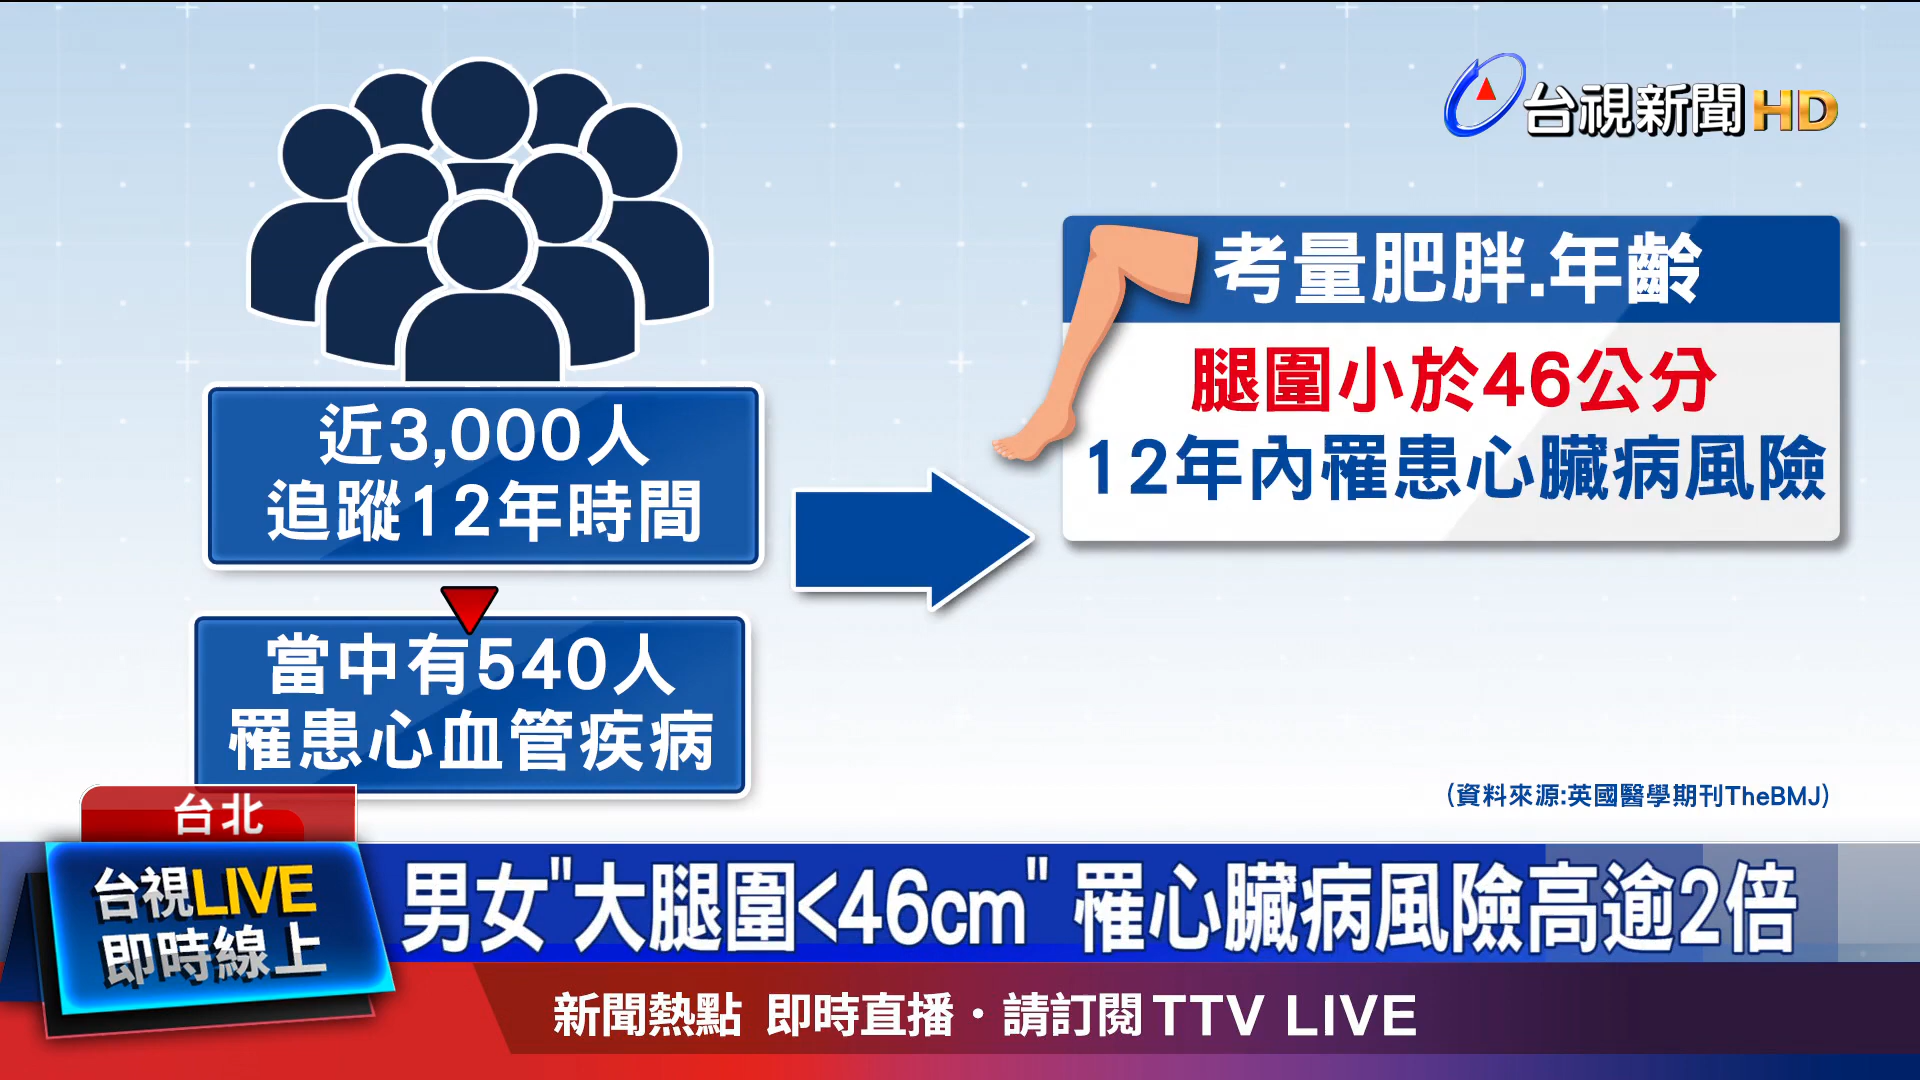 台視新聞HD
近3,000人
追蹤12年時間
當中有540人
罹患心血管疾病
考量肥胖.年齡
腿圍小於46公分
12年內罹患心臟病風險
(資料來源:英國醫學期刊TheBMJ)
台北
台視LIVE
即時線上
男女"大腿圍<46cm" 罹心臟病風險高逾2倍
新聞熱點 即時直播・請訂閱TTV LIVE